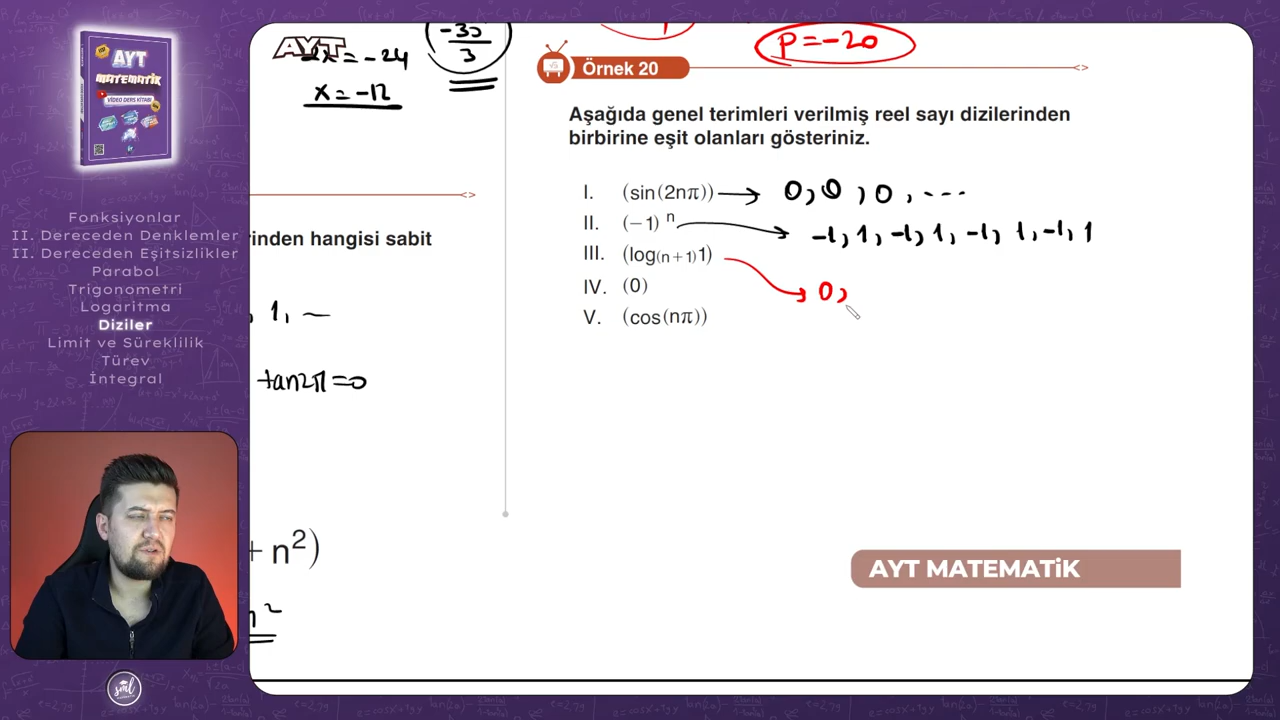 AYT
MATEMATİK
VİDEO DERS KİTABI
Fonksiyonlar
II. Dereceden Denklemler
II. Dereceden Eşitsizlikler
Parabol
Trigonometri
Logaritma
Diziler
Limit ve Süreklilik
Türev
İntegral
sml
AYT
2x = -24
x = -12
-30/3
inden hangisi sabit
, 1, —
tan2π = 0
+ n²)
n²
p = -20
Örnek 20
Aşağıda genel terimleri verilmiş reel sayı dizilerinden
birbirine eşit olanları gösteriniz.
I. (sin(2nπ)) → 0, 0, 0, ...
II. (−1)ⁿ → -1, 1, -1, 1, -1, 1, -1, 1
III. (log(n + 1)1) → 0,
IV. (0)
V. (cos(nπ))
AYT MATEMATİK